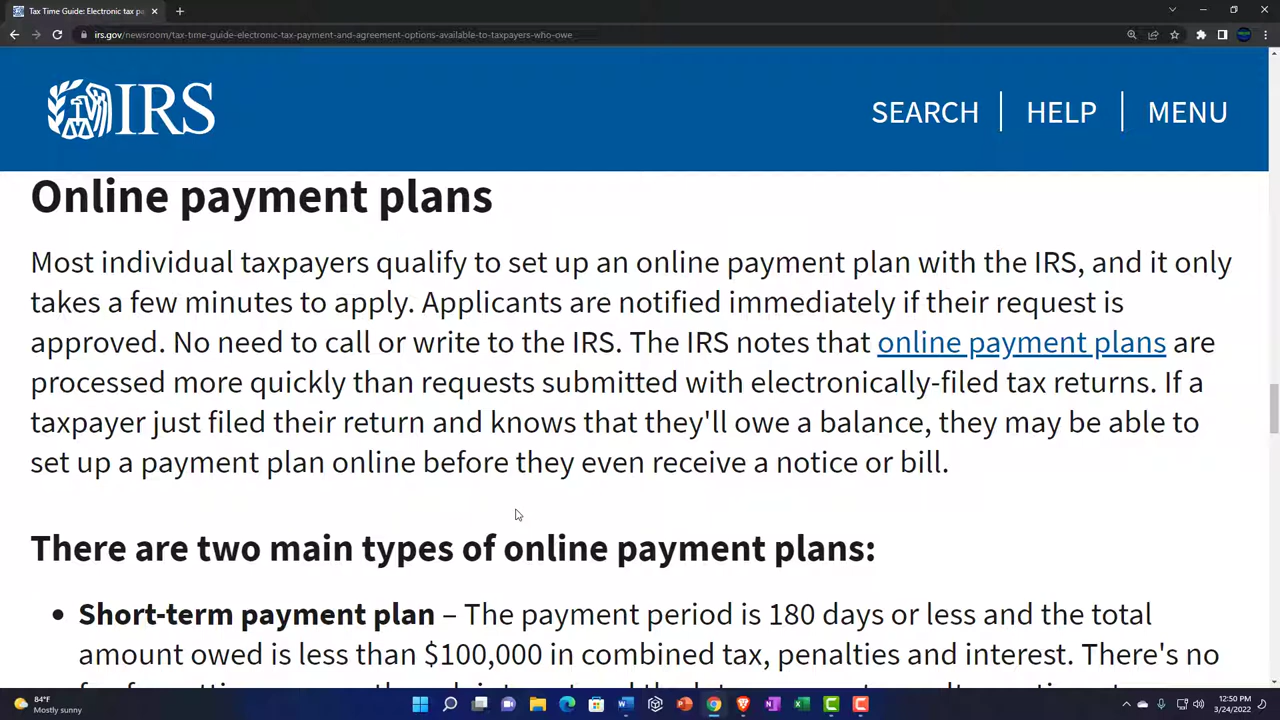 Tax Time Guide: Electronic tax pa
irs.gov/newsroom/tax-time-guide-electronic-tax-payment-and-agreement-options-available-to-taxpayers-who-owe
IRS
SEARCH HELP MENU
Online payment plans
Most individual taxpayers qualify to set up an online payment plan with the IRS, and it only
takes a few minutes to apply. Applicants are notified immediately if their request is
approved. No need to call or write to the IRS. The IRS notes that online payment plans are
processed more quickly than requests submitted with electronically-filed tax returns. If a
taxpayer just filed their return and knows that they'll owe a balance, they may be able to
set up a payment plan online before they even receive a notice or bill.
There are two main types of online payment plans:
• Short-term payment plan – The payment period is 180 days or less and the total
amount owed is less than $100,000 in combined tax, penalties and interest. There's no
84°F
Mostly sunny
12:50 PM
3/24/2022